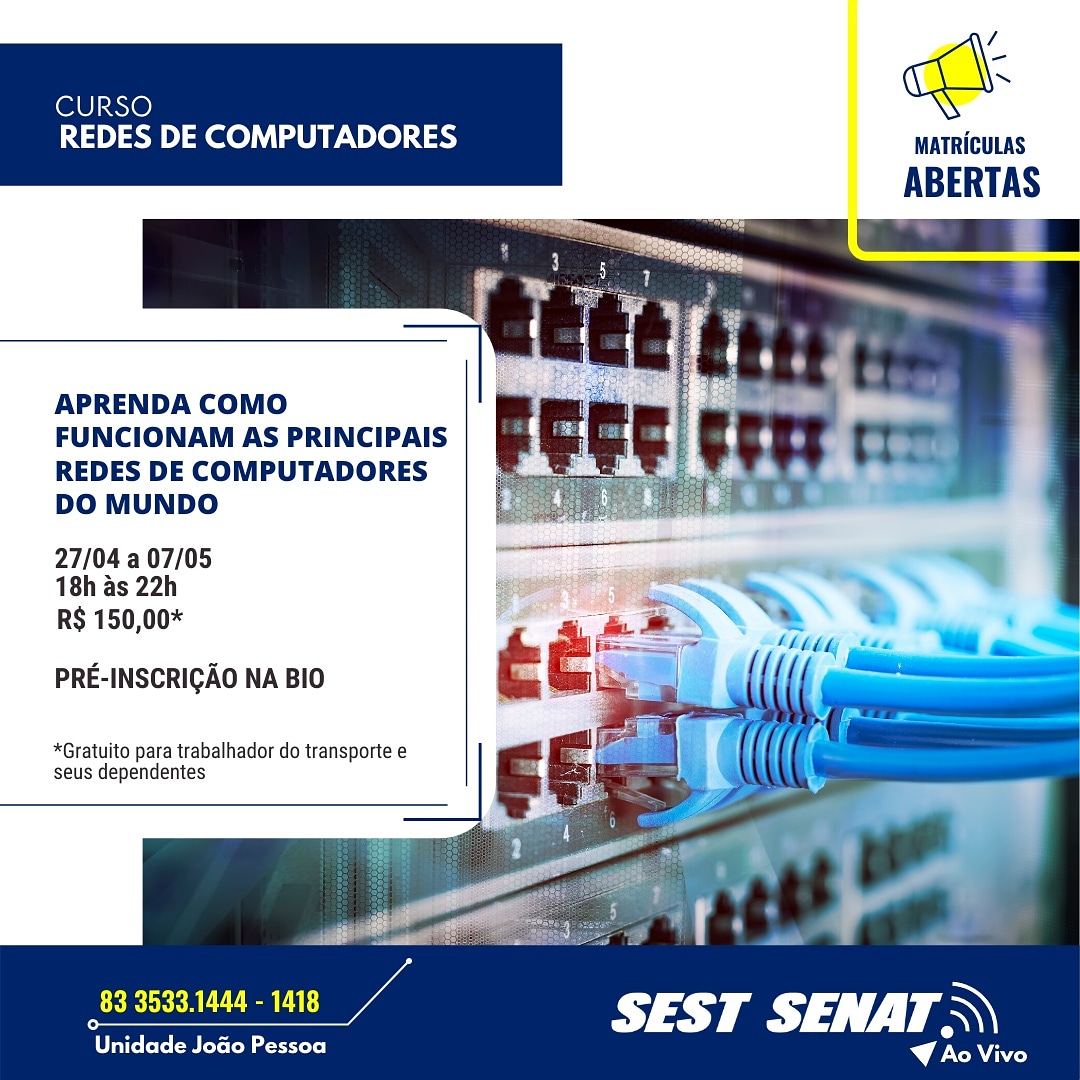 CURSO
REDES DE COMPUTADORES
MATRÍCULAS
ABERTAS
APRENDA COMO
FUNCIONAM AS PRINCIPAIS
REDES DE COMPUTADORES
DO MUNDO
27/04 a 07/05
18h às 22h
R$ 150,00*
PRÉ-INSCRIÇÃO NA BIO
*Gratuito para trabalhador do transporte e
seus dependentes
83 3533.1444 - 1418
Unidade João Pessoa
SEST SENAT
Ao Vivo